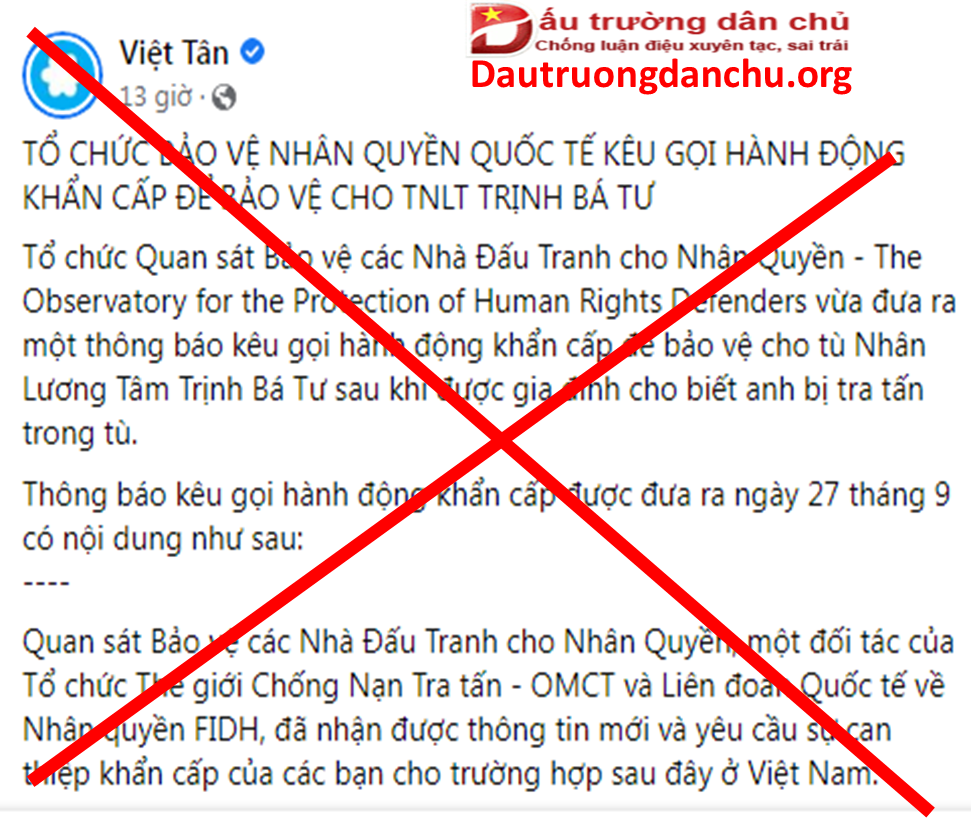 Đấu trường dân chủ
Chống luận điệu xuyên tạc, sai trái
Dautruongdanchu.org
Việt Tân
13 giờ ·
TỔ CHỨC BẢO VỆ NHÂN QUYỀN QUỐC TẾ KÊU GỌI HÀNH ĐỘNG
KHẨN CẤP ĐỂ BẢO VỆ CHO TNLT TRỊNH BÁ TƯ
Tổ chức Quan sát Bảo vệ các Nhà Đấu Tranh cho Nhân Quyền - The
Observatory for the Protection of Human Rights Defenders vừa đưa ra
một thông báo kêu gọi hành động khẩn cấp để bảo vệ cho tù Nhân
Lương Tâm Trịnh Bá Tư sau khi được gia đình cho biết anh bị tra tấn
trong tù.
Thông báo kêu gọi hành động khẩn cấp được đưa ra ngày 27 tháng 9
có nội dung như sau:
----
Quan sát Bảo vệ các Nhà Đấu Tranh cho Nhân Quyền, một đối tác của
Tổ chức Thế giới Chống Nạn Tra tấn - OMCT và Liên đoàn Quốc tế về
Nhân quyền FIDH, đã nhận được thông tin mới và yêu cầu sự can
thiệp khẩn cấp của các bạn cho trường hợp sau đây ở Việt Nam.